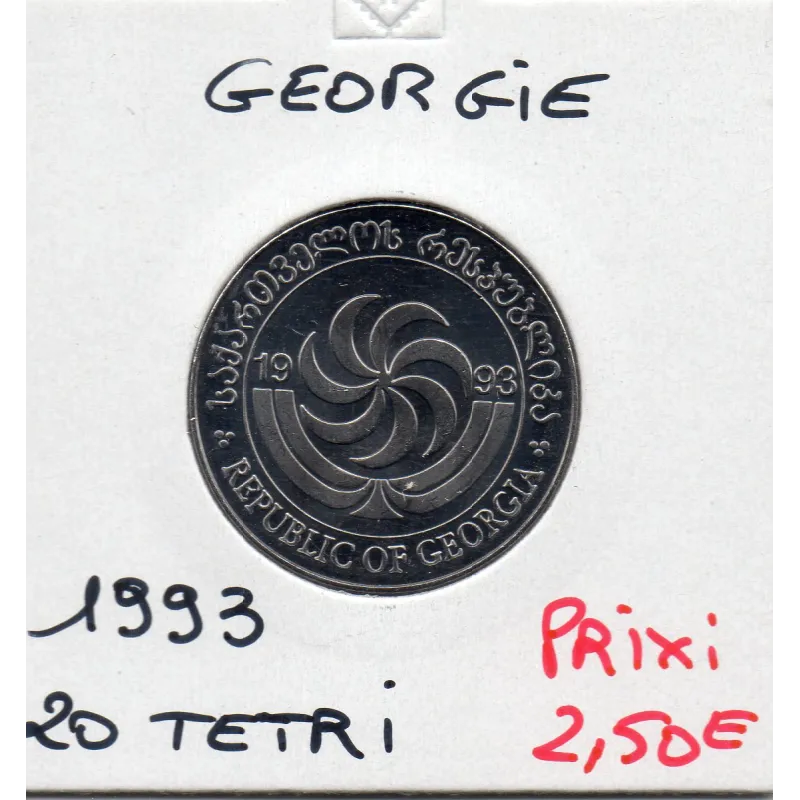 GEORGIE
საქართველოს რესპუბლიკა
19 93
REPUBLIC OF GEORGIA
1993
20 TETRI
PRiXi
2,50E